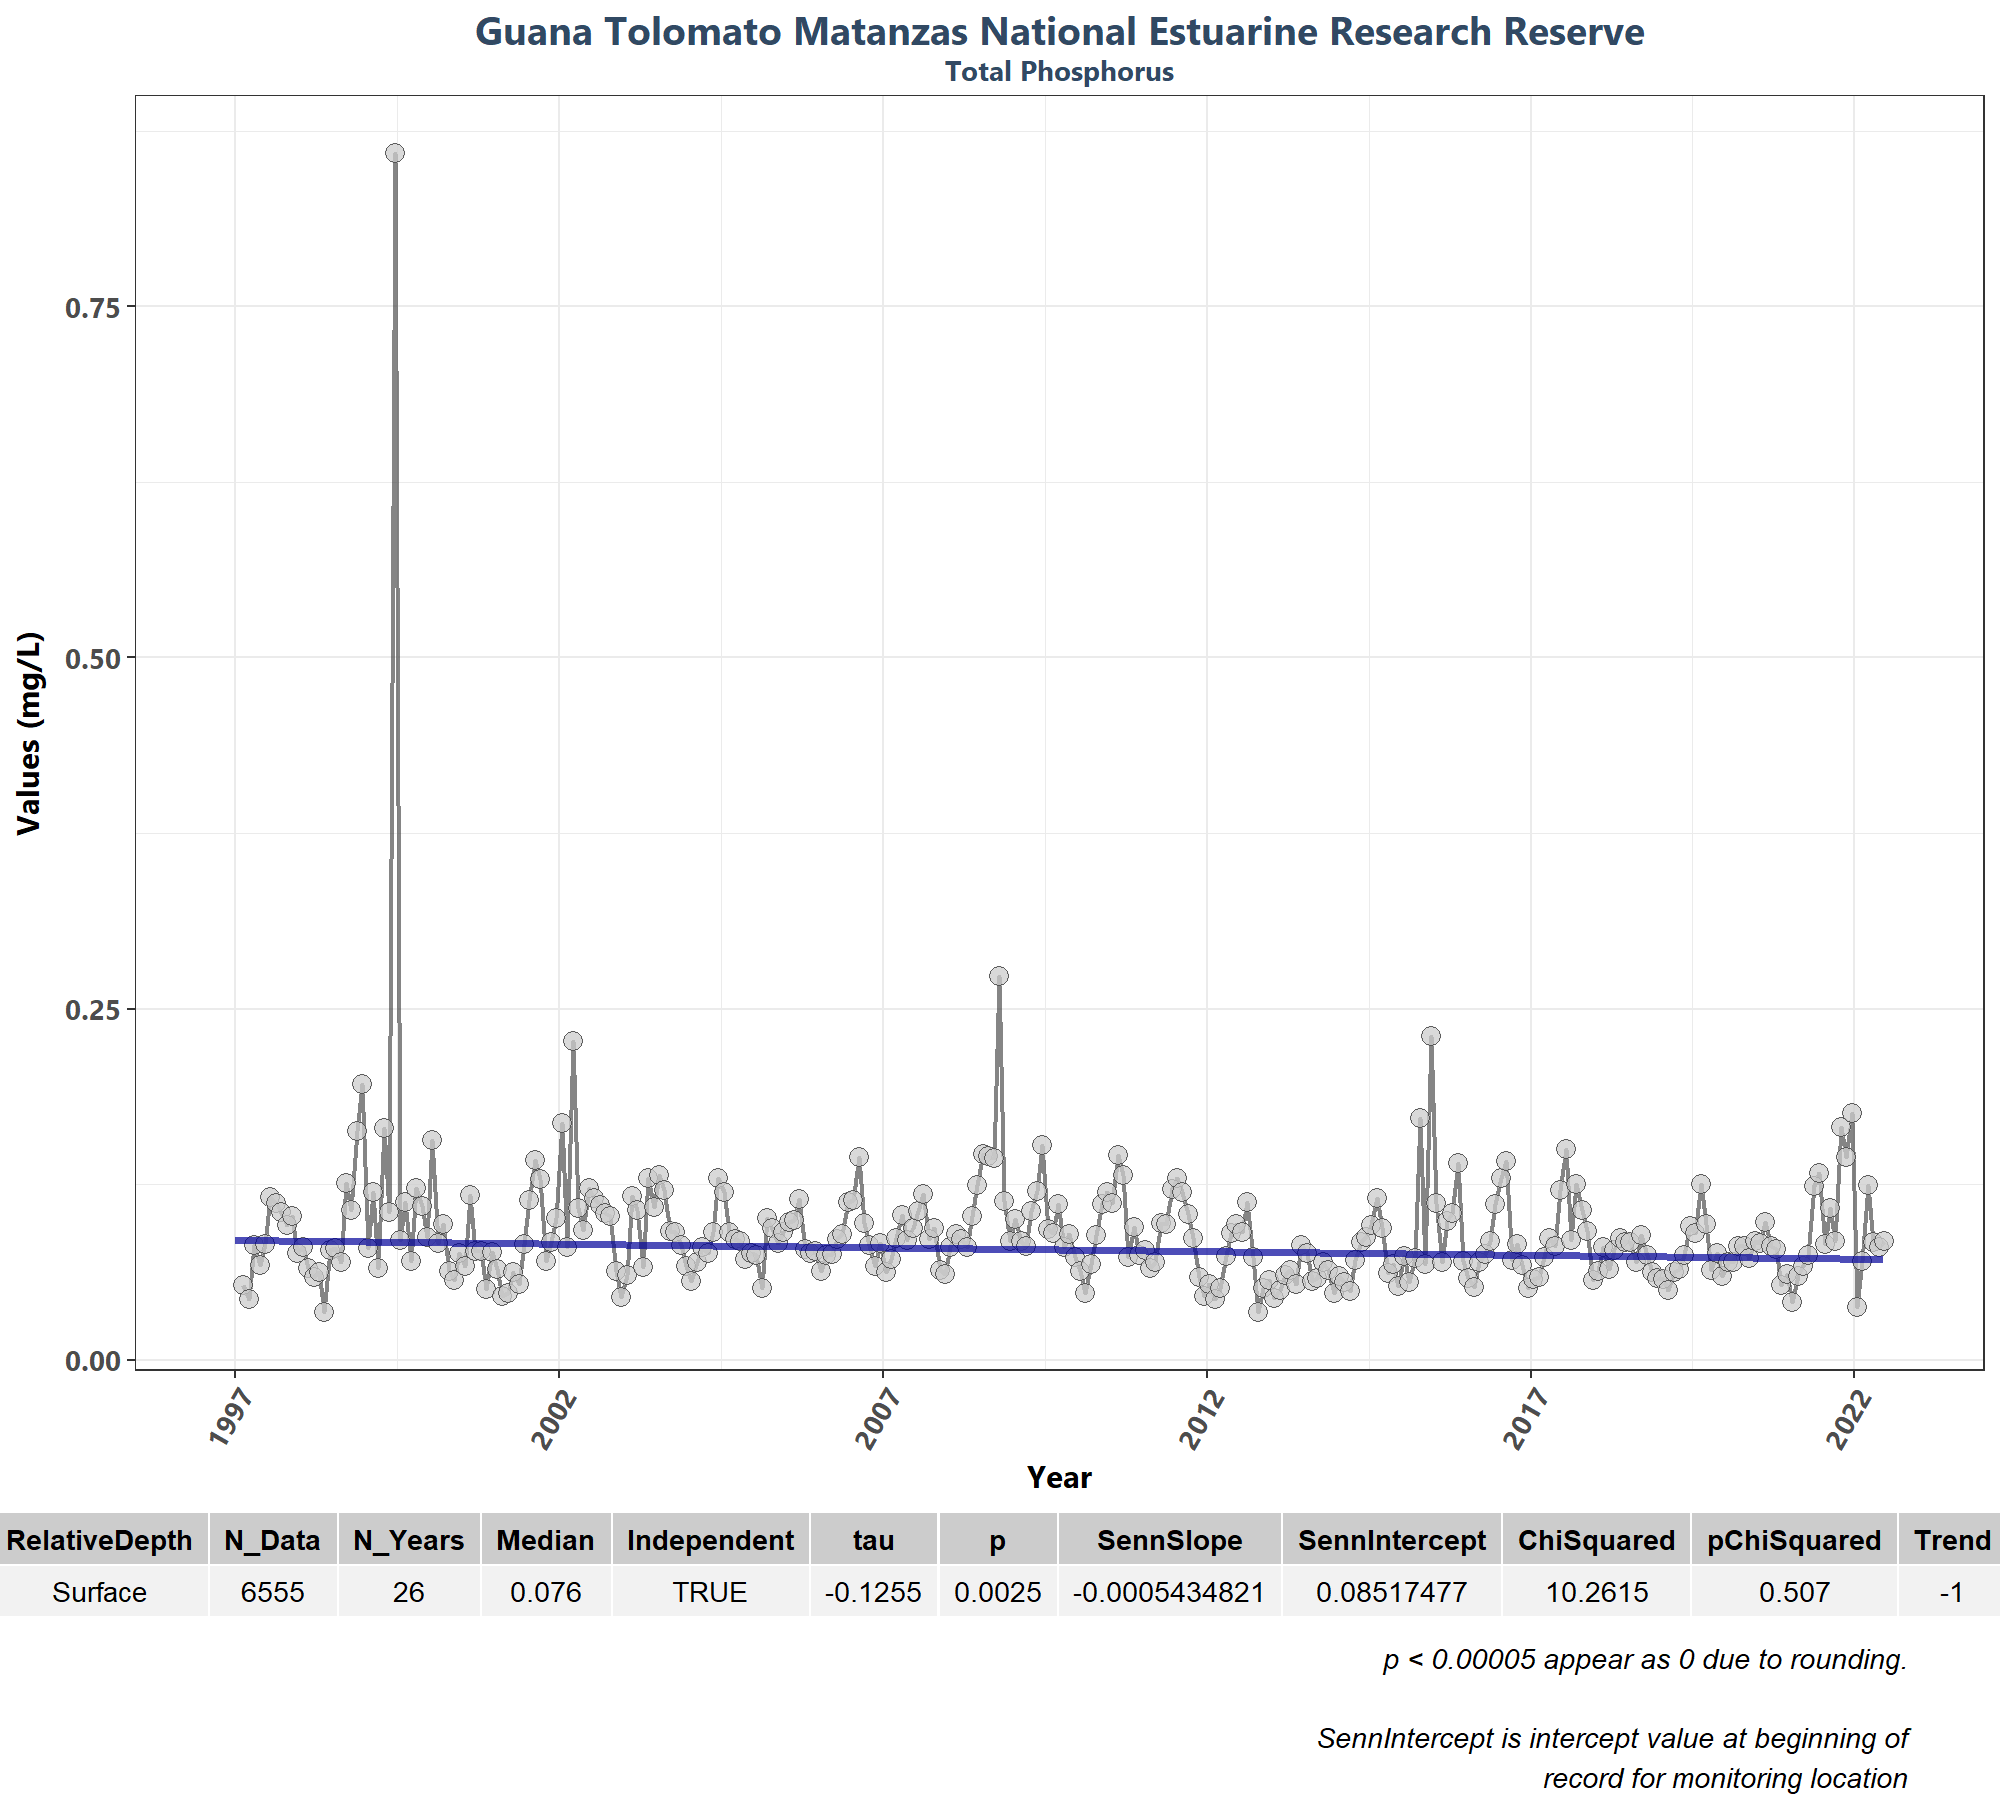 Guana Tolomato Matanzas National Estuarine Research Reserve
Total Phosphorus
Values (mg/L)
0.75
0.50
0.25
0.00
1997 2002 2007 2012 2017 2022
Year
RelativeDepth N_Data N_Years Median Independent tau p SennSlope SennIntercept ChiSquared pChiSquared Trend
Surface 6555 26 0.076 TRUE -0.1255 0.0025 -0.0005434821 0.08517477 10.2615 0.507 -1
p < 0.00005 appear as 0 due to rounding.
SennIntercept is intercept value at beginning of
record for monitoring location